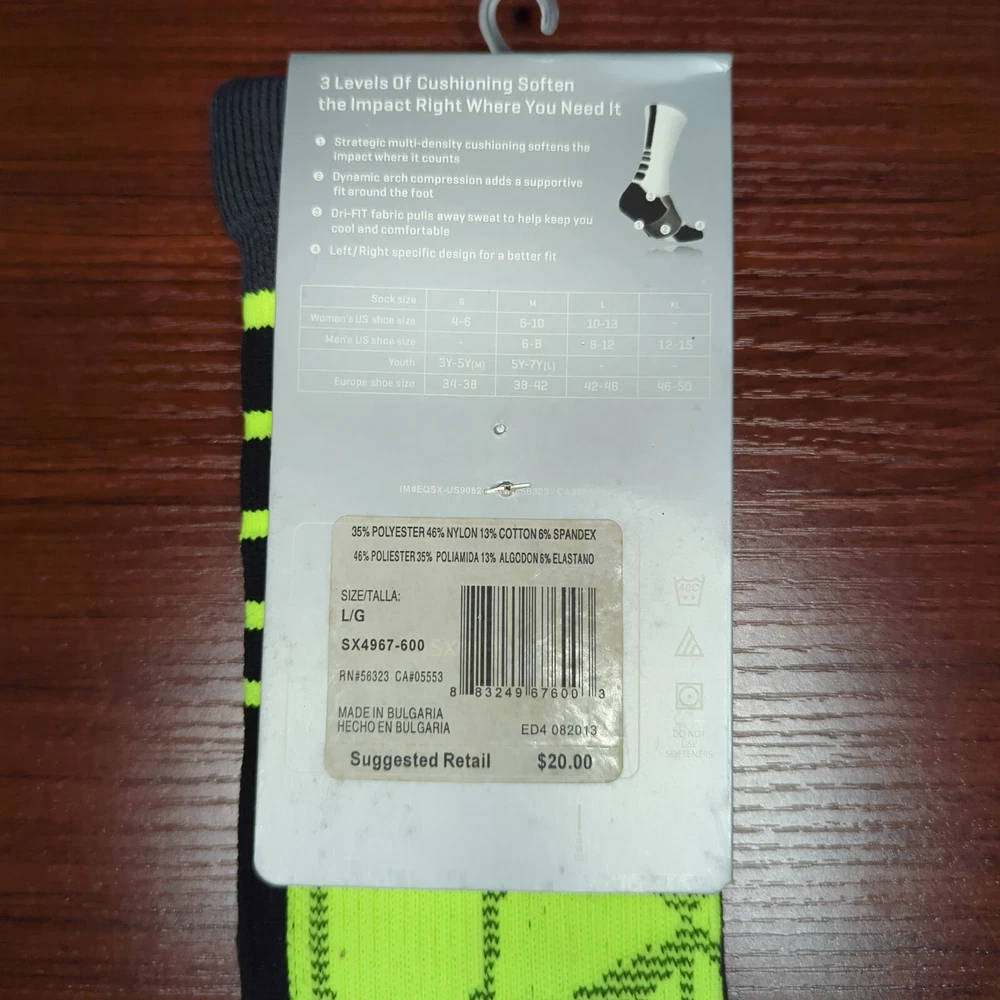 3 Levels Of Cushioning Soften
the Impact Right Where You Need It
1 Strategic multi-density cushioning softens the
impact where it counts
2 Dynamic arch compression adds a supportive
fit around the foot
3 Dri-FIT fabric pulls away sweat to help keep you
cool and comfortable
4 Left/Right specific design for a better fit
Sock size S M L XL
Women's US shoe size 4-6 6-10 10-13 -
Men's US shoe size - 6-8 8-12 12-15
Youth 3Y-5Y(M) 5Y-7Y(L) - -
Europe shoe size 34-38 38-42 42-46 46-50
35% POLYESTER 46% NYLON 13% COTTON 6% SPANDEX
46% POLIESTER 35% POLIAMIDA 13% ALGODON 6% ELASTANO
SIZE/TALLA:
L/G
SX4967-600
RN#56323 CA#05553
8 83249 67600 3
MADE IN BULGARIA
HECHO EN BULGARIA
ED4 082013
Suggested Retail $20.00
40C
DO NOT
USE
SOFTENERS